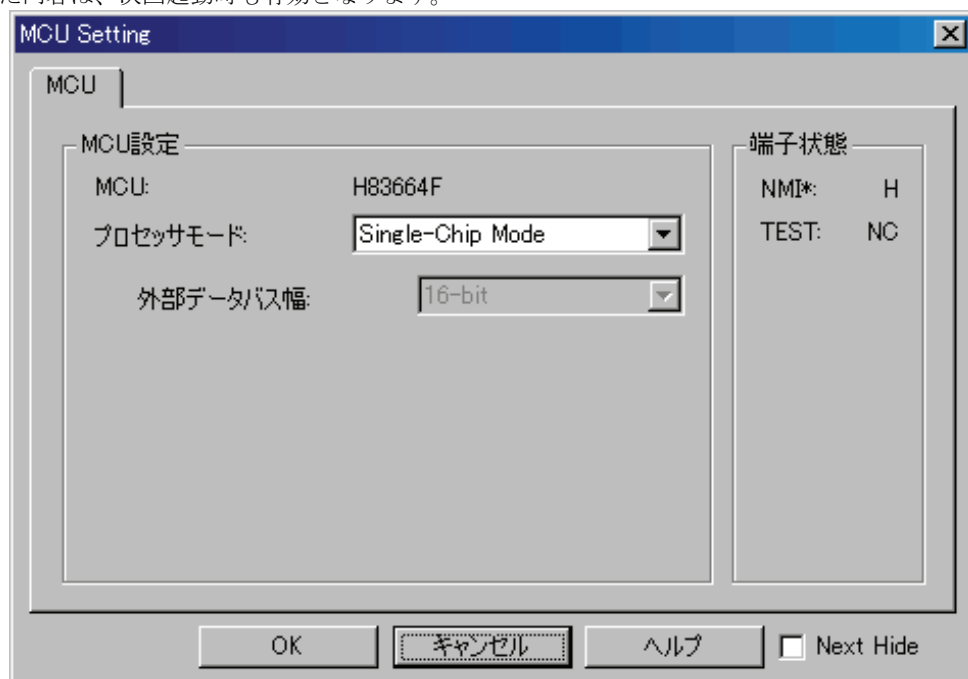 MCU Setting
MCU
MCU設定
MCU: H83664F
プロセッサモード: Single-Chip Mode
外部データバス幅: 16-bit
端子状態
NMI*: H
TEST: NC
OK キャンセル ヘルプ Next Hide